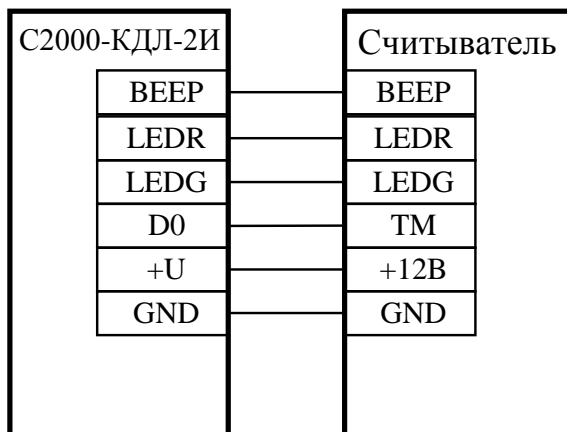 С2000-КДЛ-2И
BEEP
LEDR
LEDG
D0
+U
GND
Считыватель
BEEP
LEDR
LEDG
TM
+12В
GND